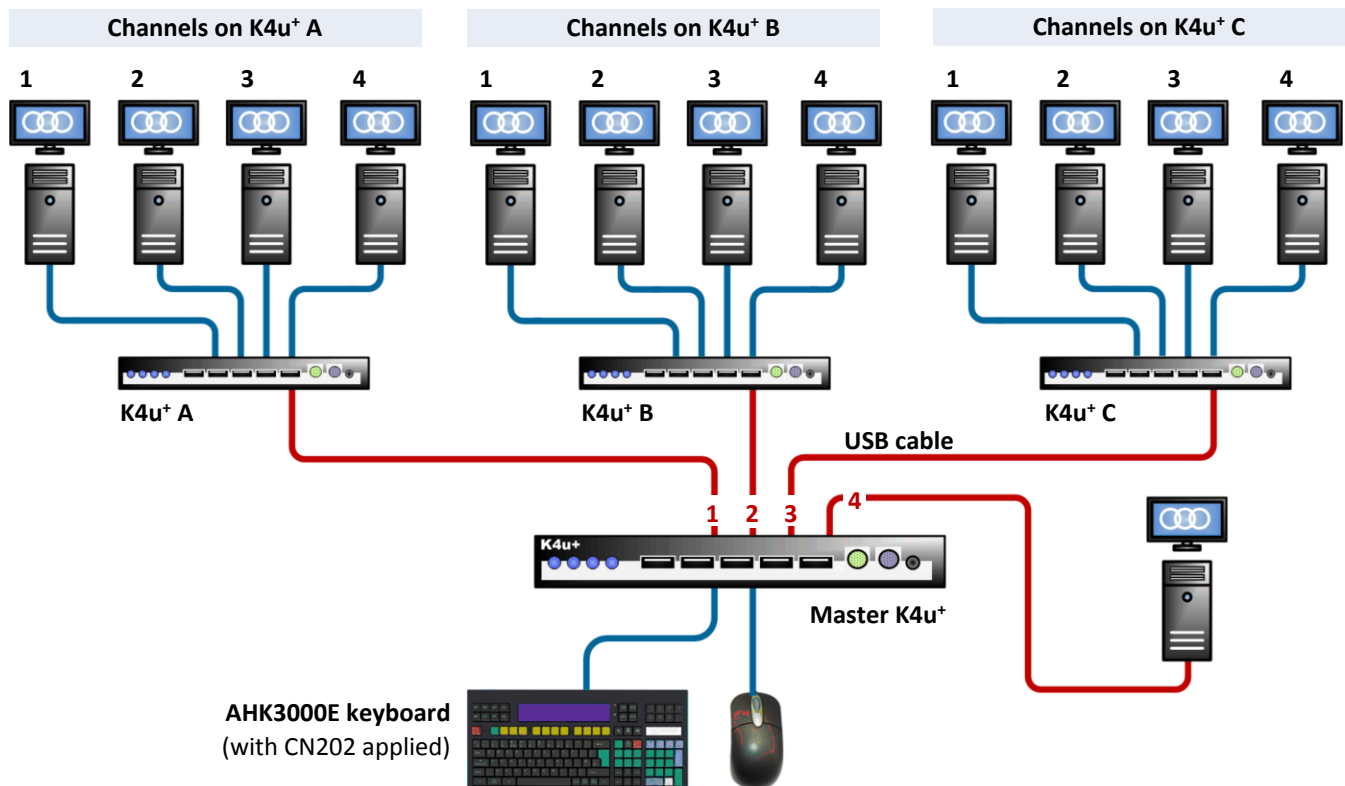 Channels on K4u⁺ A
Channels on K4u⁺ B
Channels on K4u⁺ C
1 2 3 4
1 2 3 4
1 2 3 4
K4u⁺ A
K4u⁺ B
K4u⁺ C
USB cable
1 2 3 4
K4u+
Master K4u⁺
AHK3000E keyboard
(with CN202 applied)